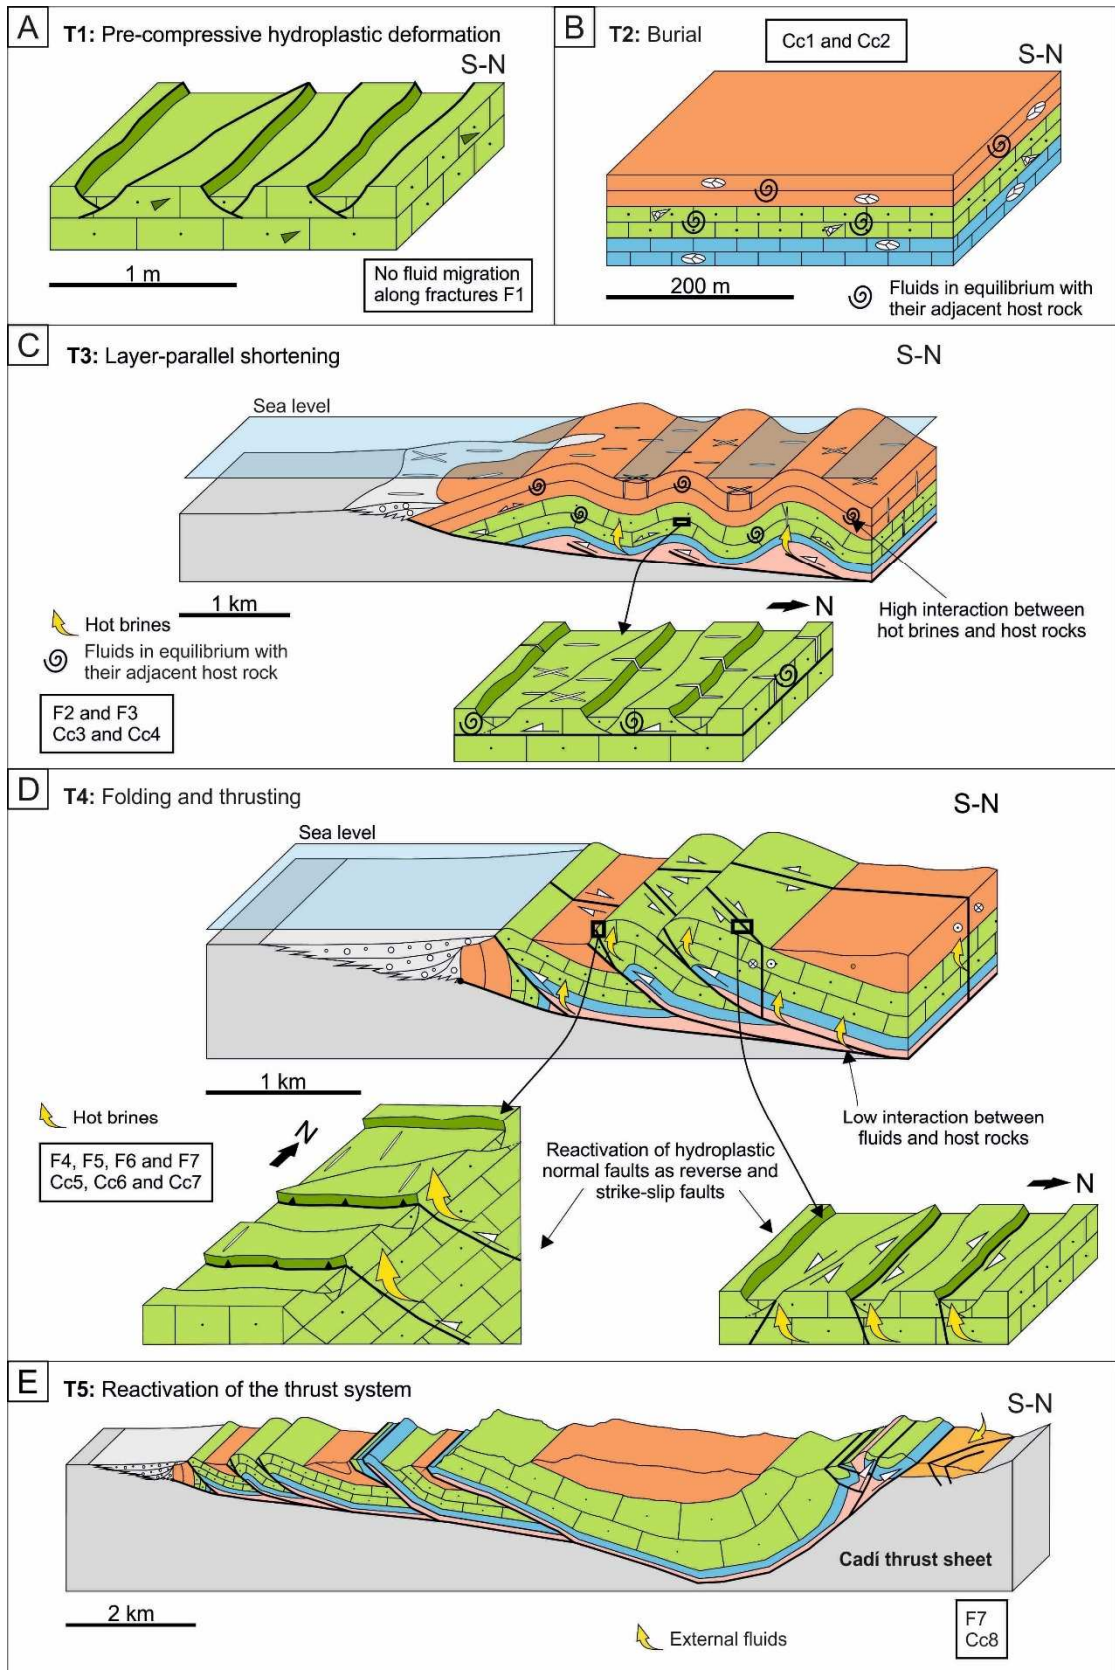 A
T1: Pre-compressive hydroplastic deformation
S-N
1 m
No fluid migration
along fractures F1
B
T2: Burial
Cc1 and Cc2
S-N
200 m
Fluids in equilibrium with
their adjacent host rock
C
T3: Layer-parallel shortening
S-N
Sea level
1 km
Hot brines
Fluids in equilibrium with
their adjacent host rock
F2 and F3
Cc3 and Cc4
N
High interaction between
hot brines and host rocks
D
T4: Folding and thrusting
S-N
Sea level
1 km
Hot brines
F4, F5, F6 and F7
Cc5, Cc6 and Cc7
N
Reactivation of hydroplastic
normal faults as reverse and
strike-slip faults
Low interaction between
fluids and host rocks
N
E
T5: Reactivation of the thrust system
S-N
Cadí thrust sheet
2 km
External fluids
F7
Cc8